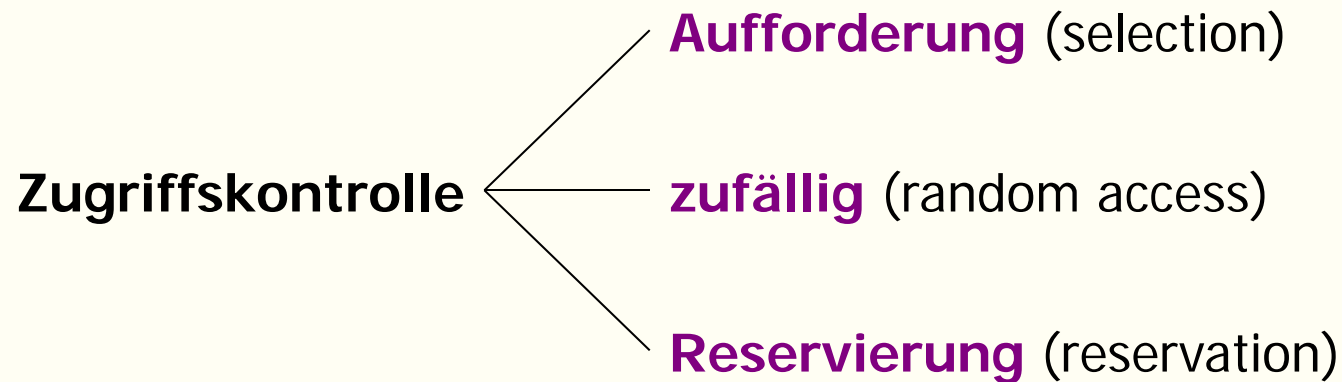 Aufforderung (selection)
Zugriffskontrolle zufällig (random access)
Reservierung (reservation)